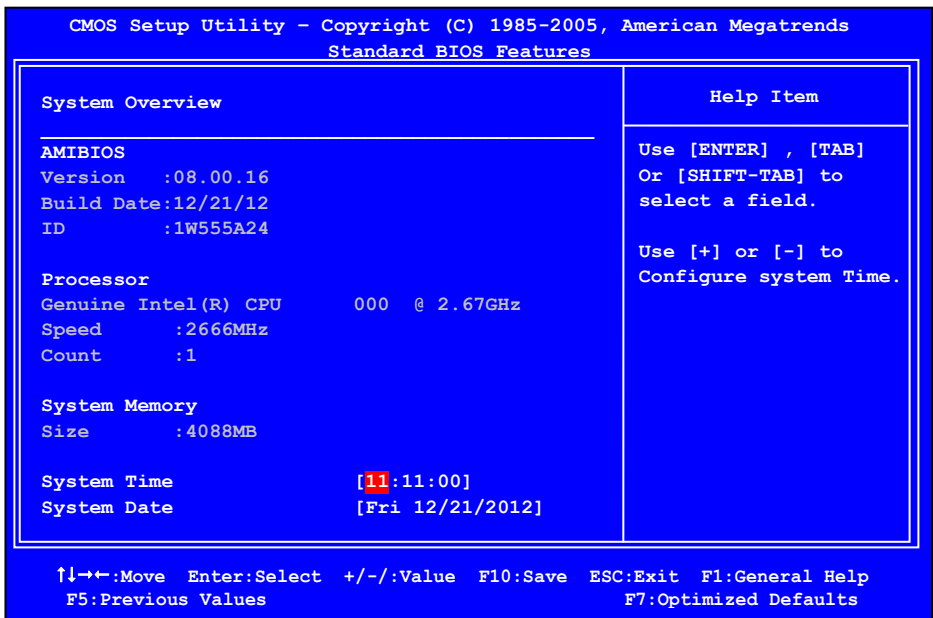 CMOS Setup Utility – Copyright (C) 1985-2005, American Megatrends
Standard BIOS Features
System Overview
AMIBIOS
Version :08.00.16
Build Date:12/21/12
ID :1W555A24
Processor
Genuine Intel(R) CPU 000 @ 2.67GHz
Speed :2666MHz
Count :1
System Memory
Size :4088MB
System Time [11:11:00]
System Date [Fri 12/21/2012]
Help Item
Use [ENTER] , [TAB]
Or [SHIFT-TAB] to
select a field.
Use [+] or [-] to
Configure system Time.
↑↓→←:Move Enter:Select +/-/:Value F10:Save ESC:Exit F1:General Help
F5:Previous Values F7:Optimized Defaults